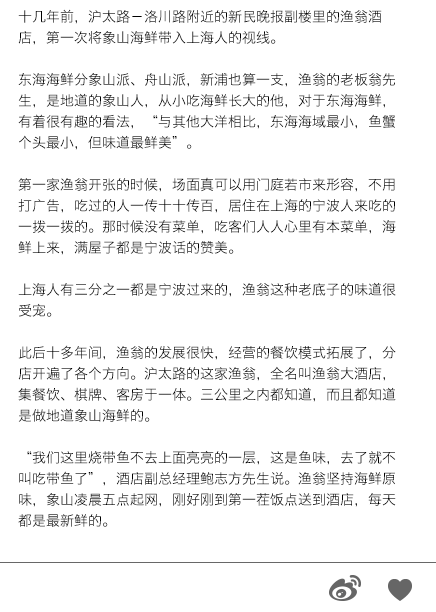 十几年前，沪太路－洛川路附近的新民晚报副楼里的渔翁酒
店，第一次将象山海鲜带入上海人的视线。
东海海鲜分象山派、舟山派，新浦也算一支，渔翁的老板翁先
生，是地道的象山人，从小吃海鲜长大的他，对于东海海鲜，
有着很有趣的看法，“与其他大洋相比，东海海域最小，鱼蟹
个头最小，但味道最鲜美”。
第一家渔翁开张的时候，场面真可以用门庭若市来形容，不用
打广告，吃过的人一传十十传百，居住在上海的宁波人来吃的
一拨一拨的。那时候没有菜单，吃客们人人心里有本菜单，海
鲜上来，满屋子都是宁波话的赞美。
上海人有三分之一都是宁波过来的，渔翁这种老底子的味道很
受宠。
此后十多年间，渔翁的发展很快，经营的餐饮模式拓展了，分
店开遍了各个方向。沪太路的这家渔翁，全名叫渔翁大酒店，
集餐饮、棋牌、客房于一体。三公里之内都知道，而且都知道
是做地道象山海鲜的。
“我们这里烧带鱼不去上面亮亮的一层，这是鱼味，去了就不
叫吃带鱼了”，酒店副总经理鲍志方先生说。渔翁坚持海鲜原
味，象山凌晨五点起网，刚好刚到第一茬饭点送到酒店，每天
都是最新鲜的。